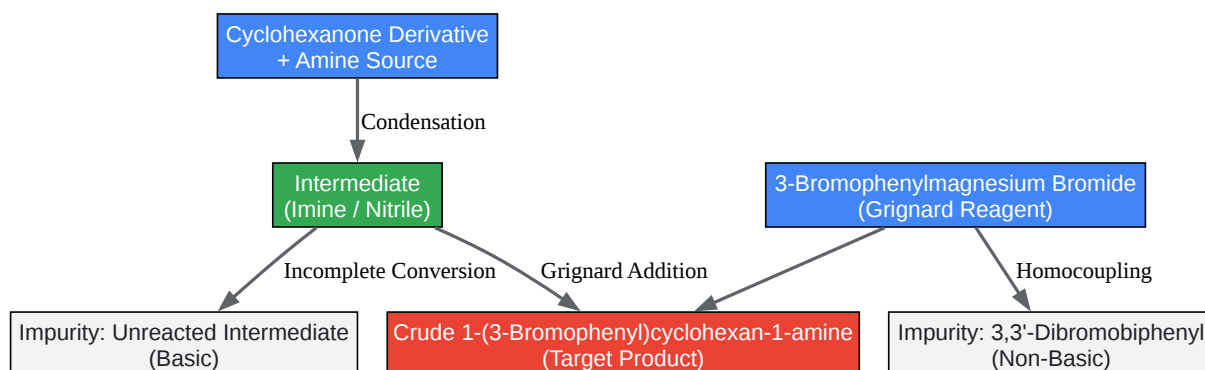 Cyclohexanone Derivative
+ Amine Source
Condensation
Intermediate
(Imine / Nitrile)
3-Bromophenylmagnesium Bromide
(Grignard Reagent)
Incomplete Conversion
Grignard Addition
Homocoupling
Impurity: Unreacted Intermediate
(Basic)
Crude 1-(3-Bromophenyl)cyclohexan-1-amine
(Target Product)
Impurity: 3,3'-Dibromobiphenyl
(Non-Basic)